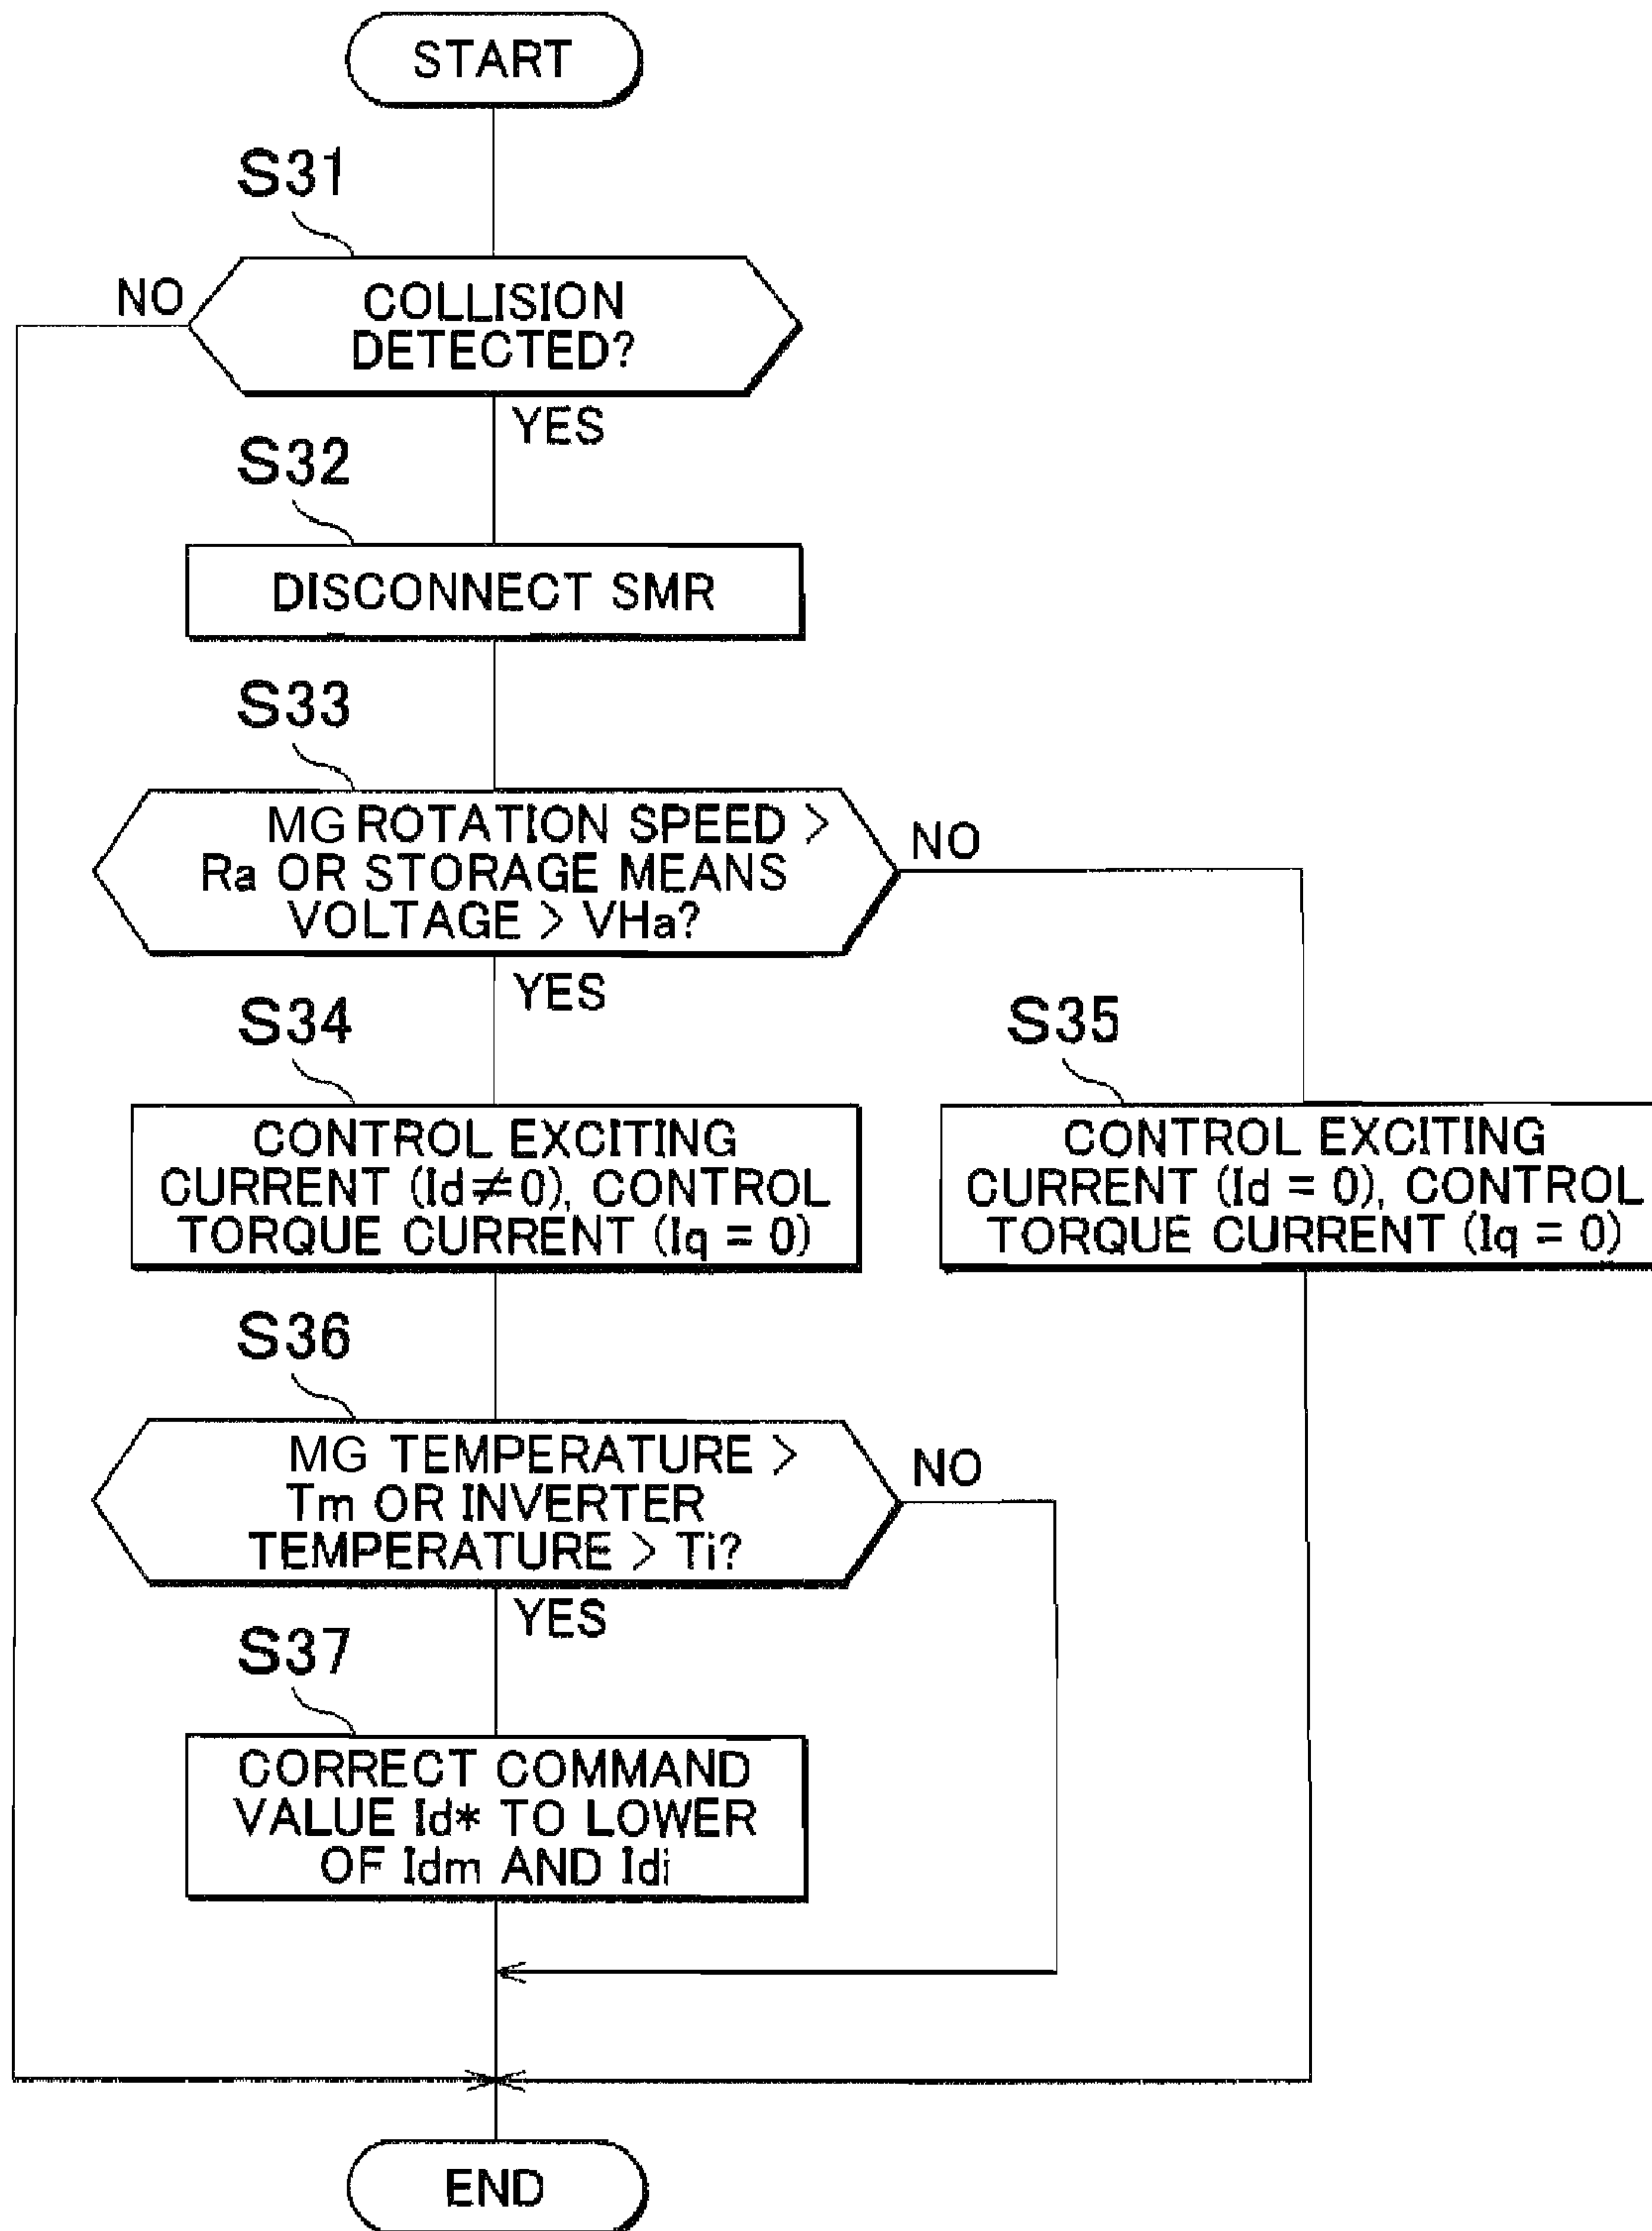 START
S31
NO
COLLISION
DETECTED?
YES
S32
DISCONNECT SMR
S33
MG ROTATION SPEED >
Ra OR STORAGE MEANS
VOLTAGE > VHa?
NO
YES
S34
CONTROL EXCITING
CURRENT (Id≠0), CONTROL
TORQUE CURRENT (Iq = 0)
S35
CONTROL EXCITING
CURRENT (Id = 0), CONTROL
TORQUE CURRENT (Iq = 0)
S36
MG TEMPERATURE >
Tm OR INVERTER
TEMPERATURE > Ti?
NO
YES
S37
CORRECT COMMAND
VALUE Id* TO LOWER
OF Idm AND Idi
END